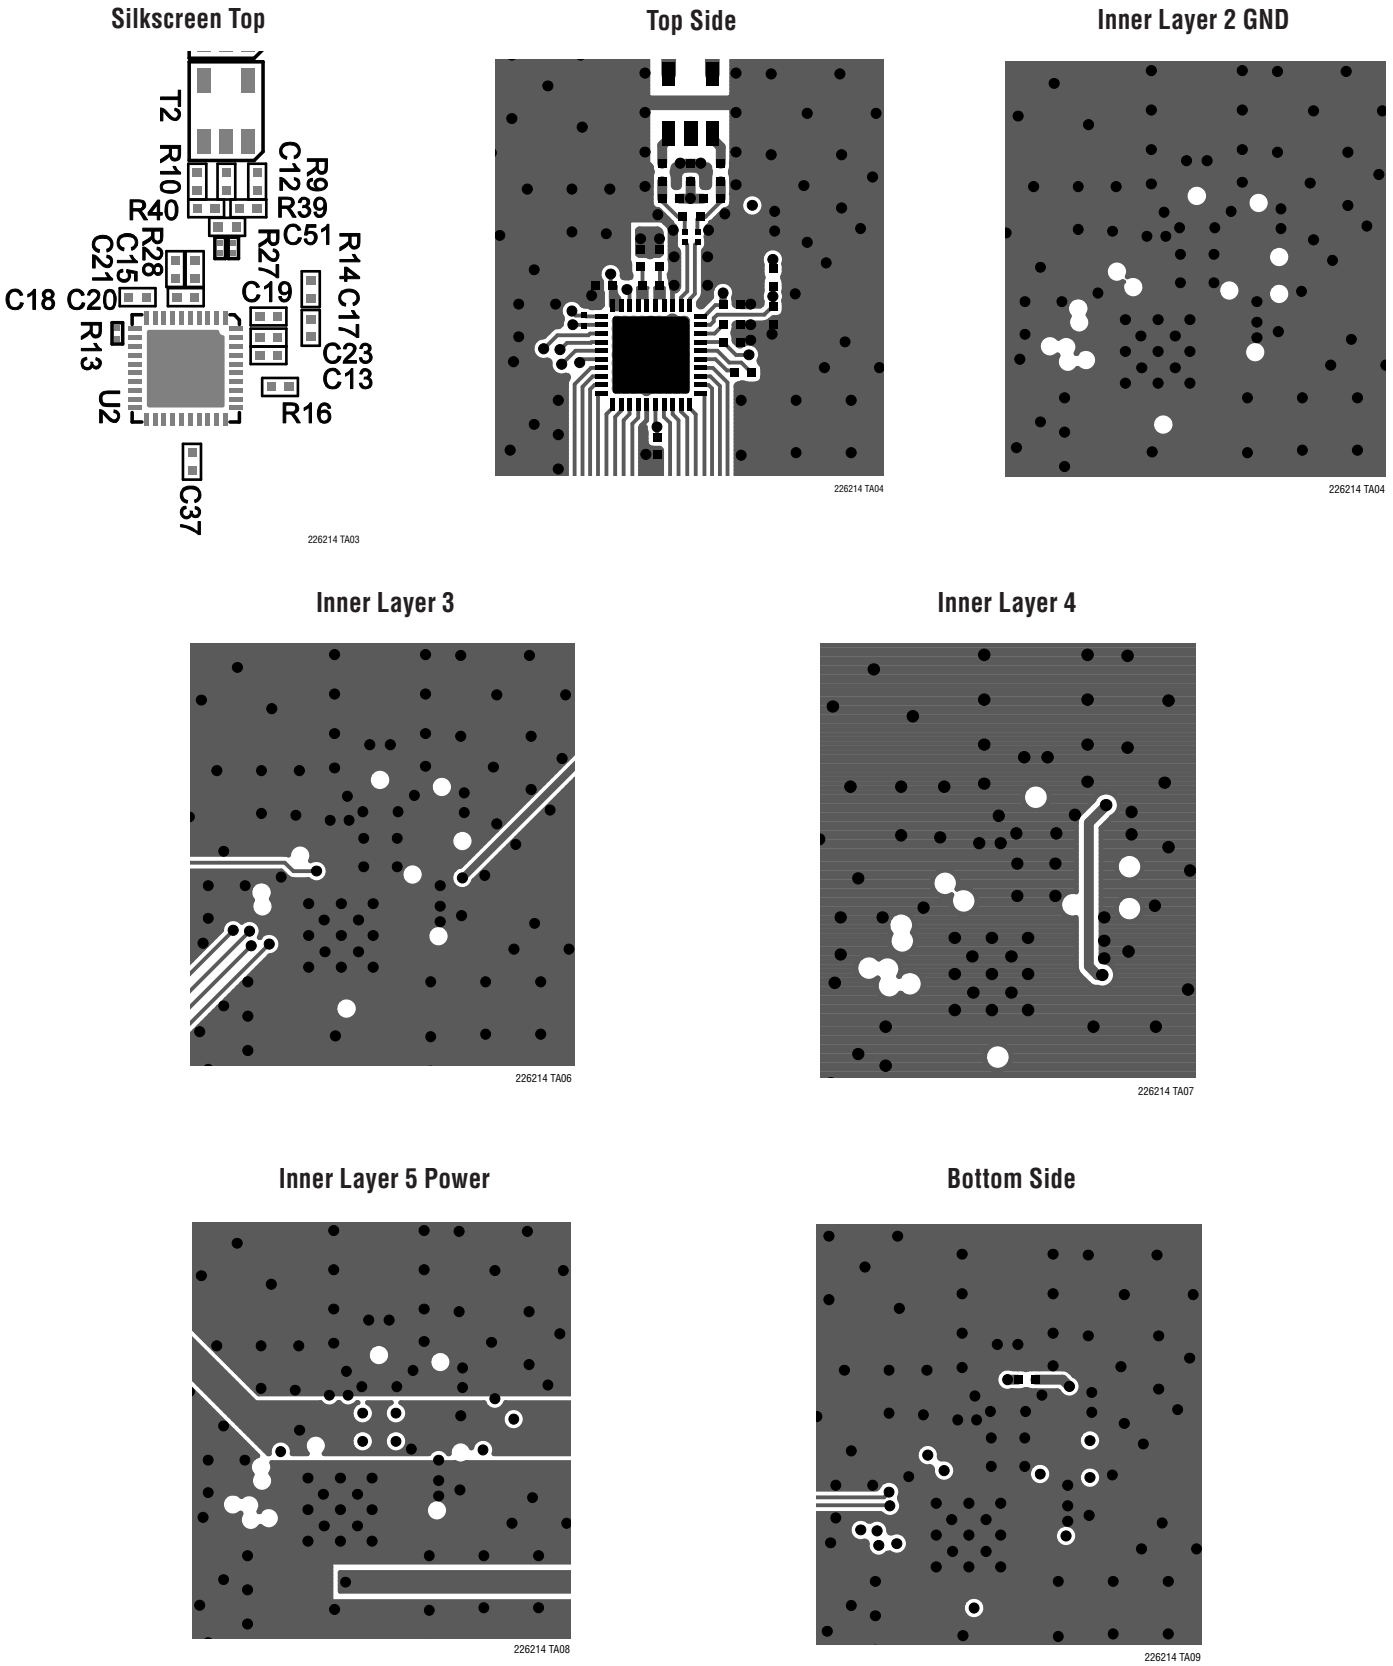 Silkscreen Top
Top Side
Inner Layer 2 GND
T2
R10
C12
R9
R40
R39
C51
R28
C15
C21
R27
R14
C18 C20
C19
C17
R13
C23
C13
U2
R16
C37
226214 TA03
226214 TA04
226214 TA04
Inner Layer 3
Inner Layer 4
226214 TA06
226214 TA07
Inner Layer 5 Power
Bottom Side
226214 TA08
226214 TA09